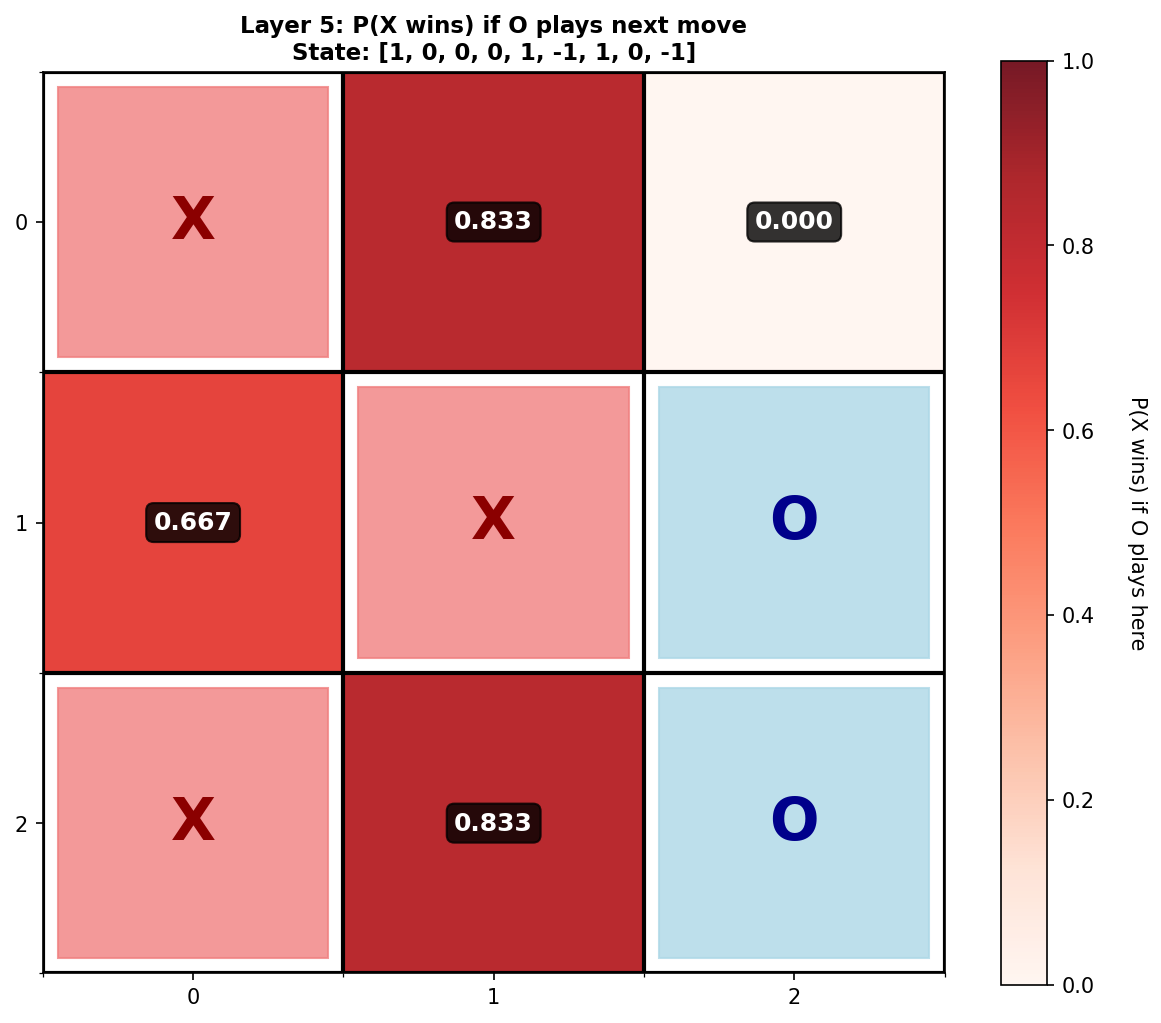 Layer 5: P(X wins) if O plays next move
State: [1, 0, 0, 0, 1, -1, 1, 0, -1]
0
X
0.833
0.000
1
0.667
X
O
2
X
0.833
O
0
1
2
1.0
0.8
0.6
0.4
0.2
0.0
P(X wins) if O plays here